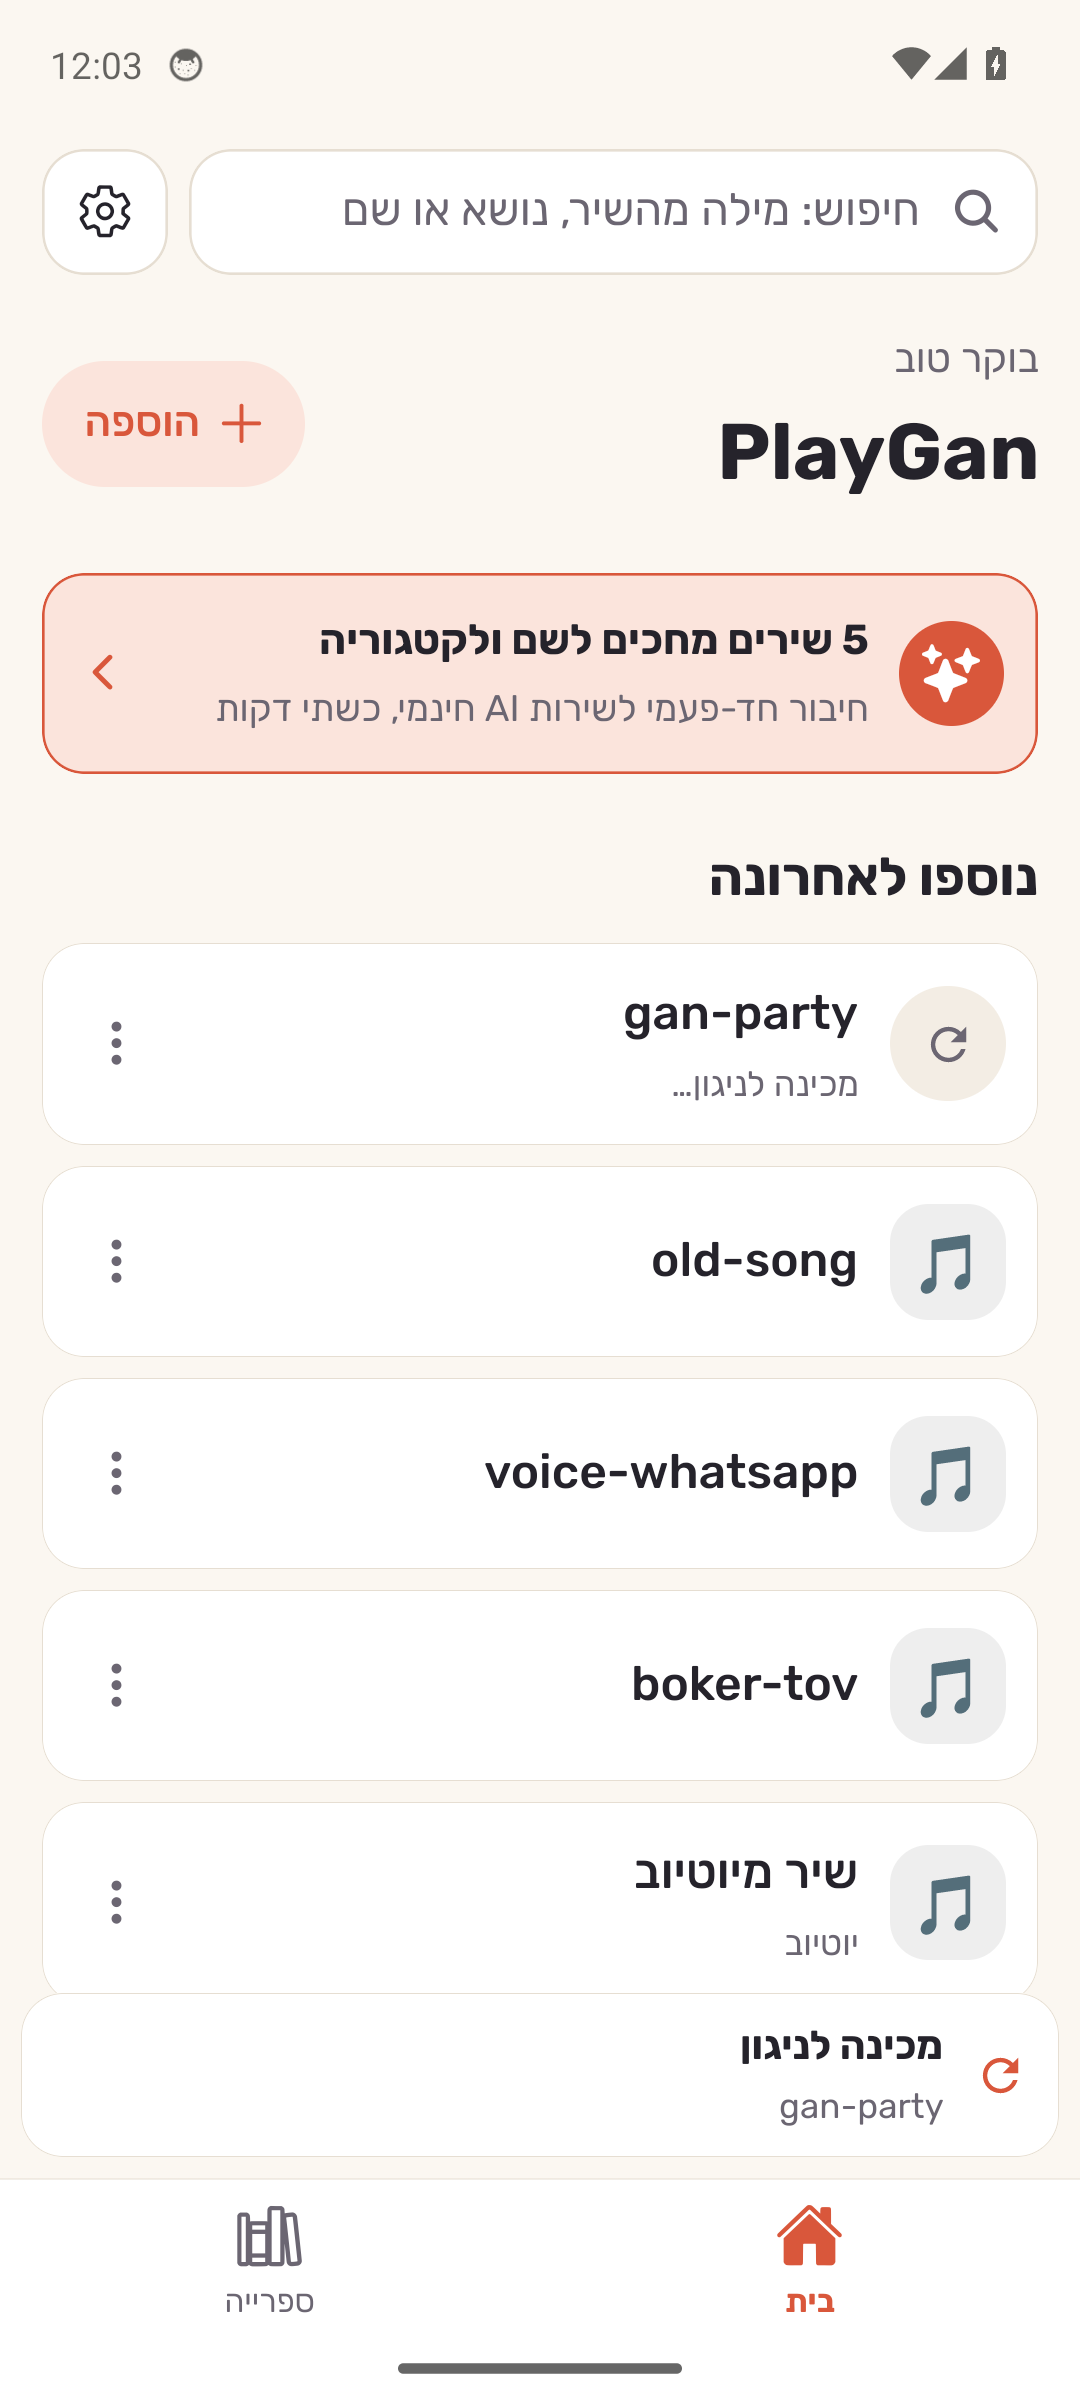 12:03
חיפוש: מילה מהשיר, נושא או שם
בוקר טוב
PlayGan
הוספה
5 שירים מחכים לשם ולקטגוריה
חיבור חד-פעמי לשירות AI חינמי, כשתי דקות
נוספו לאחרונה
gan-party
מכינה לניגון...
old-song
voice-whatsapp
boker-tov
שיר מיוטיוב
יוטיוב
מכינה לניגון
gan-party
בית
ספרייה